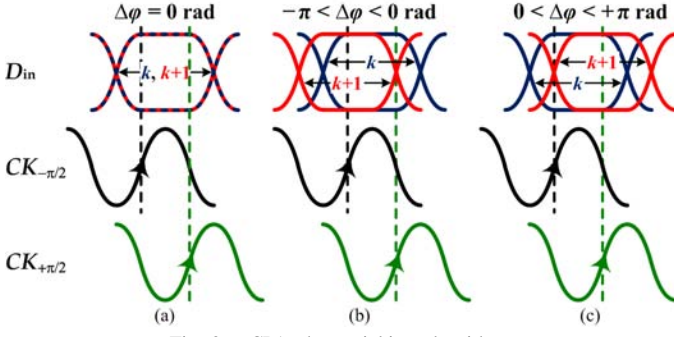 Δφ = 0 rad
−π < Δφ < 0 rad
0 < Δφ < +π rad
D_in
k, k+1
k
k+1
k+1
k
CK_−π/2
CK_+π/2
(a)
(b)
(c)